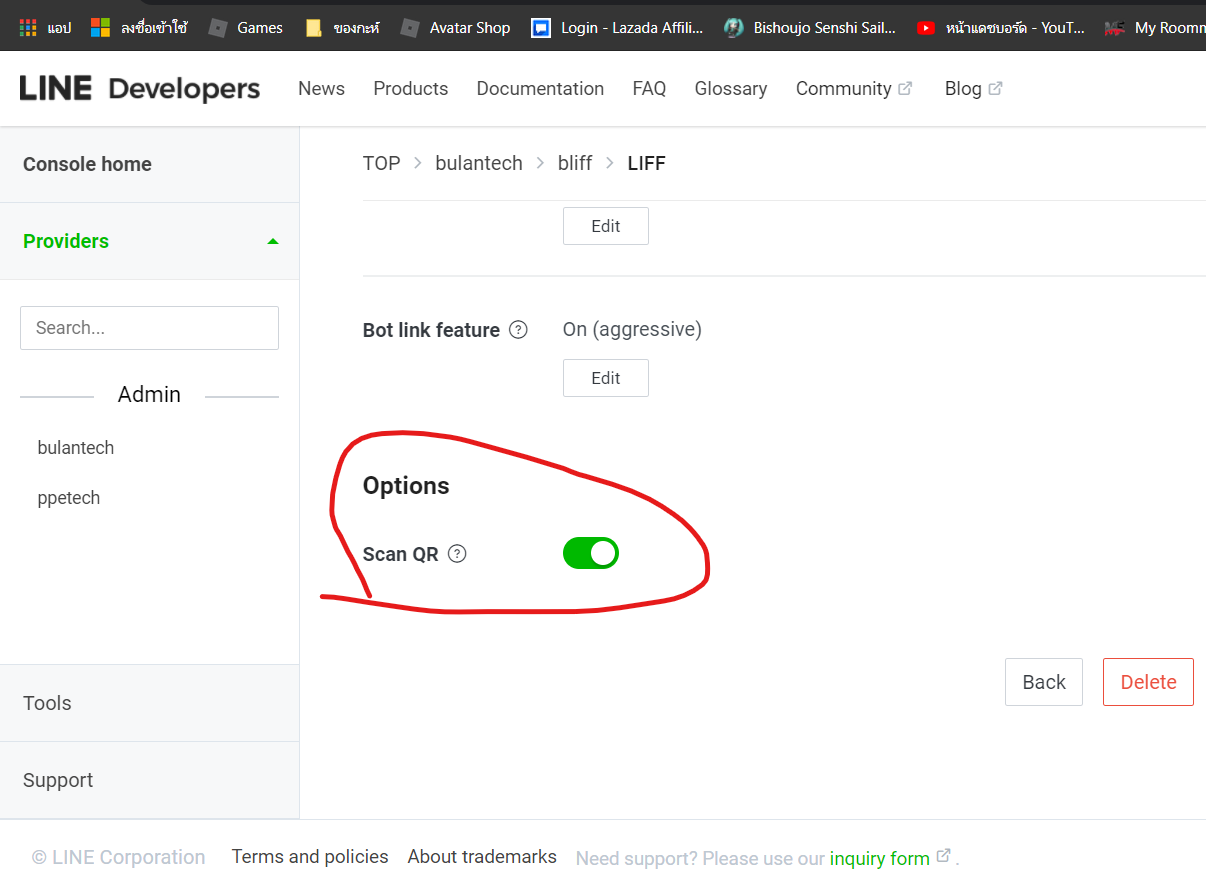 แอป ลงชื่อเข้าใช้ Games ของกะห์ Avatar Shop Login - Lazada Affili... Bishoujo Senshi Sail... หน้าแดชบอร์ด - YouT... My Roomm
LINE Developers News Products Documentation FAQ Glossary Community Blog
Console home
TOP > bulantech > bliff > LIFF
Edit
Providers
Search...
Bot link feature ? On (aggressive)
Edit
Admin
bulantech
Options
ppetech
Scan QR ?
Back Delete
Tools
Support
© LINE Corporation Terms and policies About trademarks Need support? Please use our inquiry form .